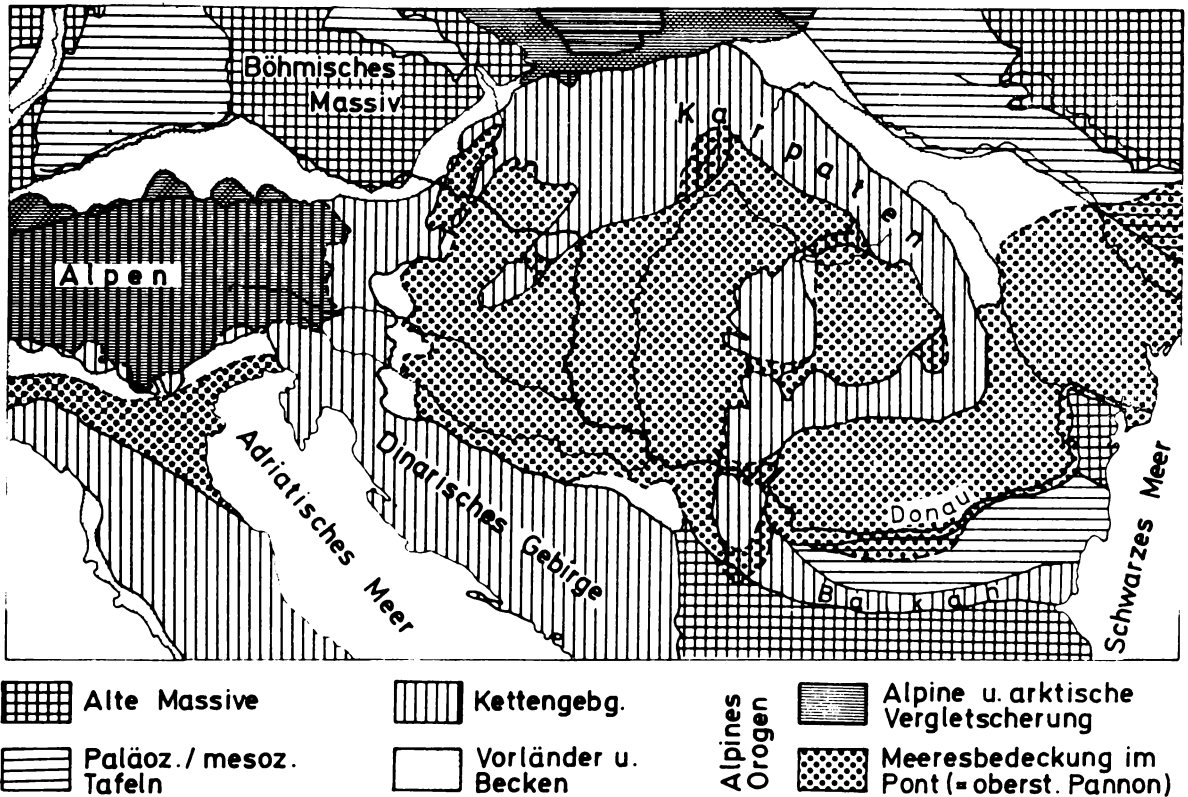 Böhmisches
Massiv
Karpaten
Alpen
Adriatisches Meer
Dinarisches Gebirge
Donau
Balkan
Schwarzes Meer
Alte Massive
Paläoz./mesoz.
Tafeln
Kettengebg.
Vorländer u.
Becken
Alpines
Orogen
Alpine u. arktische
Vergletscherung
Meeresbedeckung im
Pont (= oberst. Pannon)